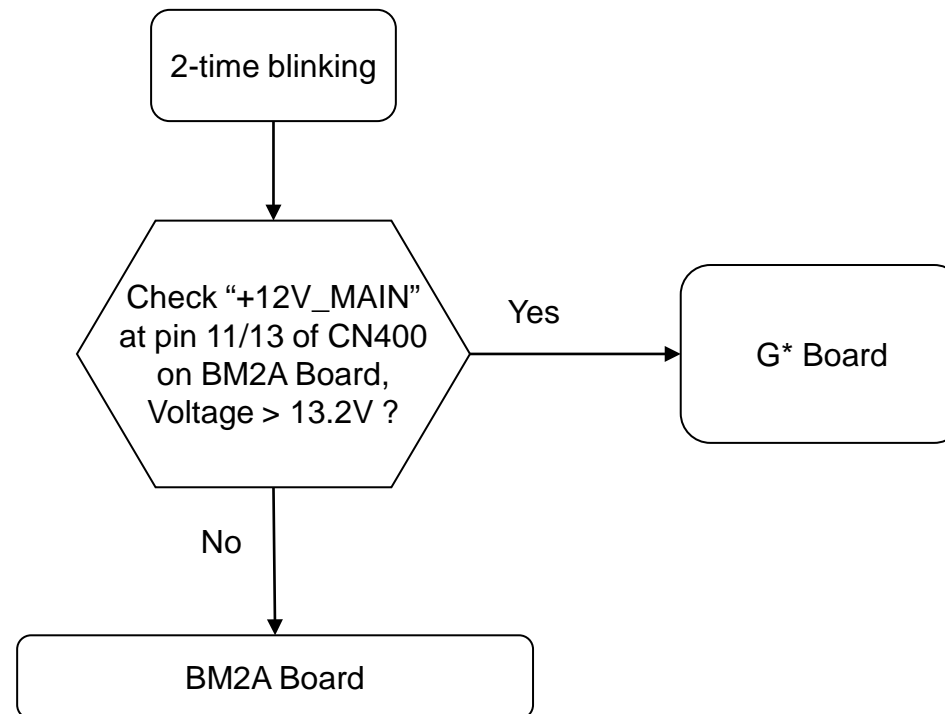 2-time blinking
Check “+12V_MAIN”
at pin 11/13 of CN400
on BM2A Board,
Voltage > 13.2V ?
Yes
G* Board
No
BM2A Board